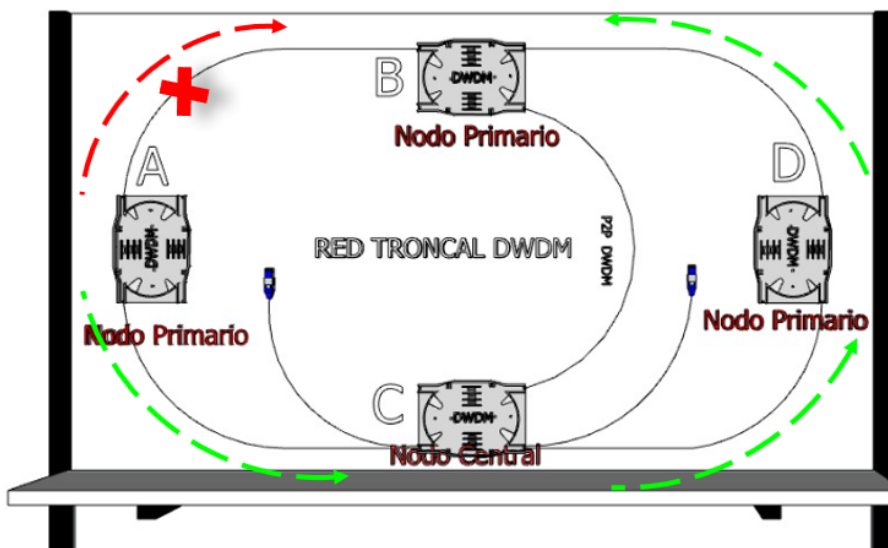 B
DWDM
Nodo Primario
A
D
DWDM
RED TRONCAL DWDM
P2P DWDM
DWDM
Nodo Primario
Nodo Primario
C
DWDM
Nodo Central